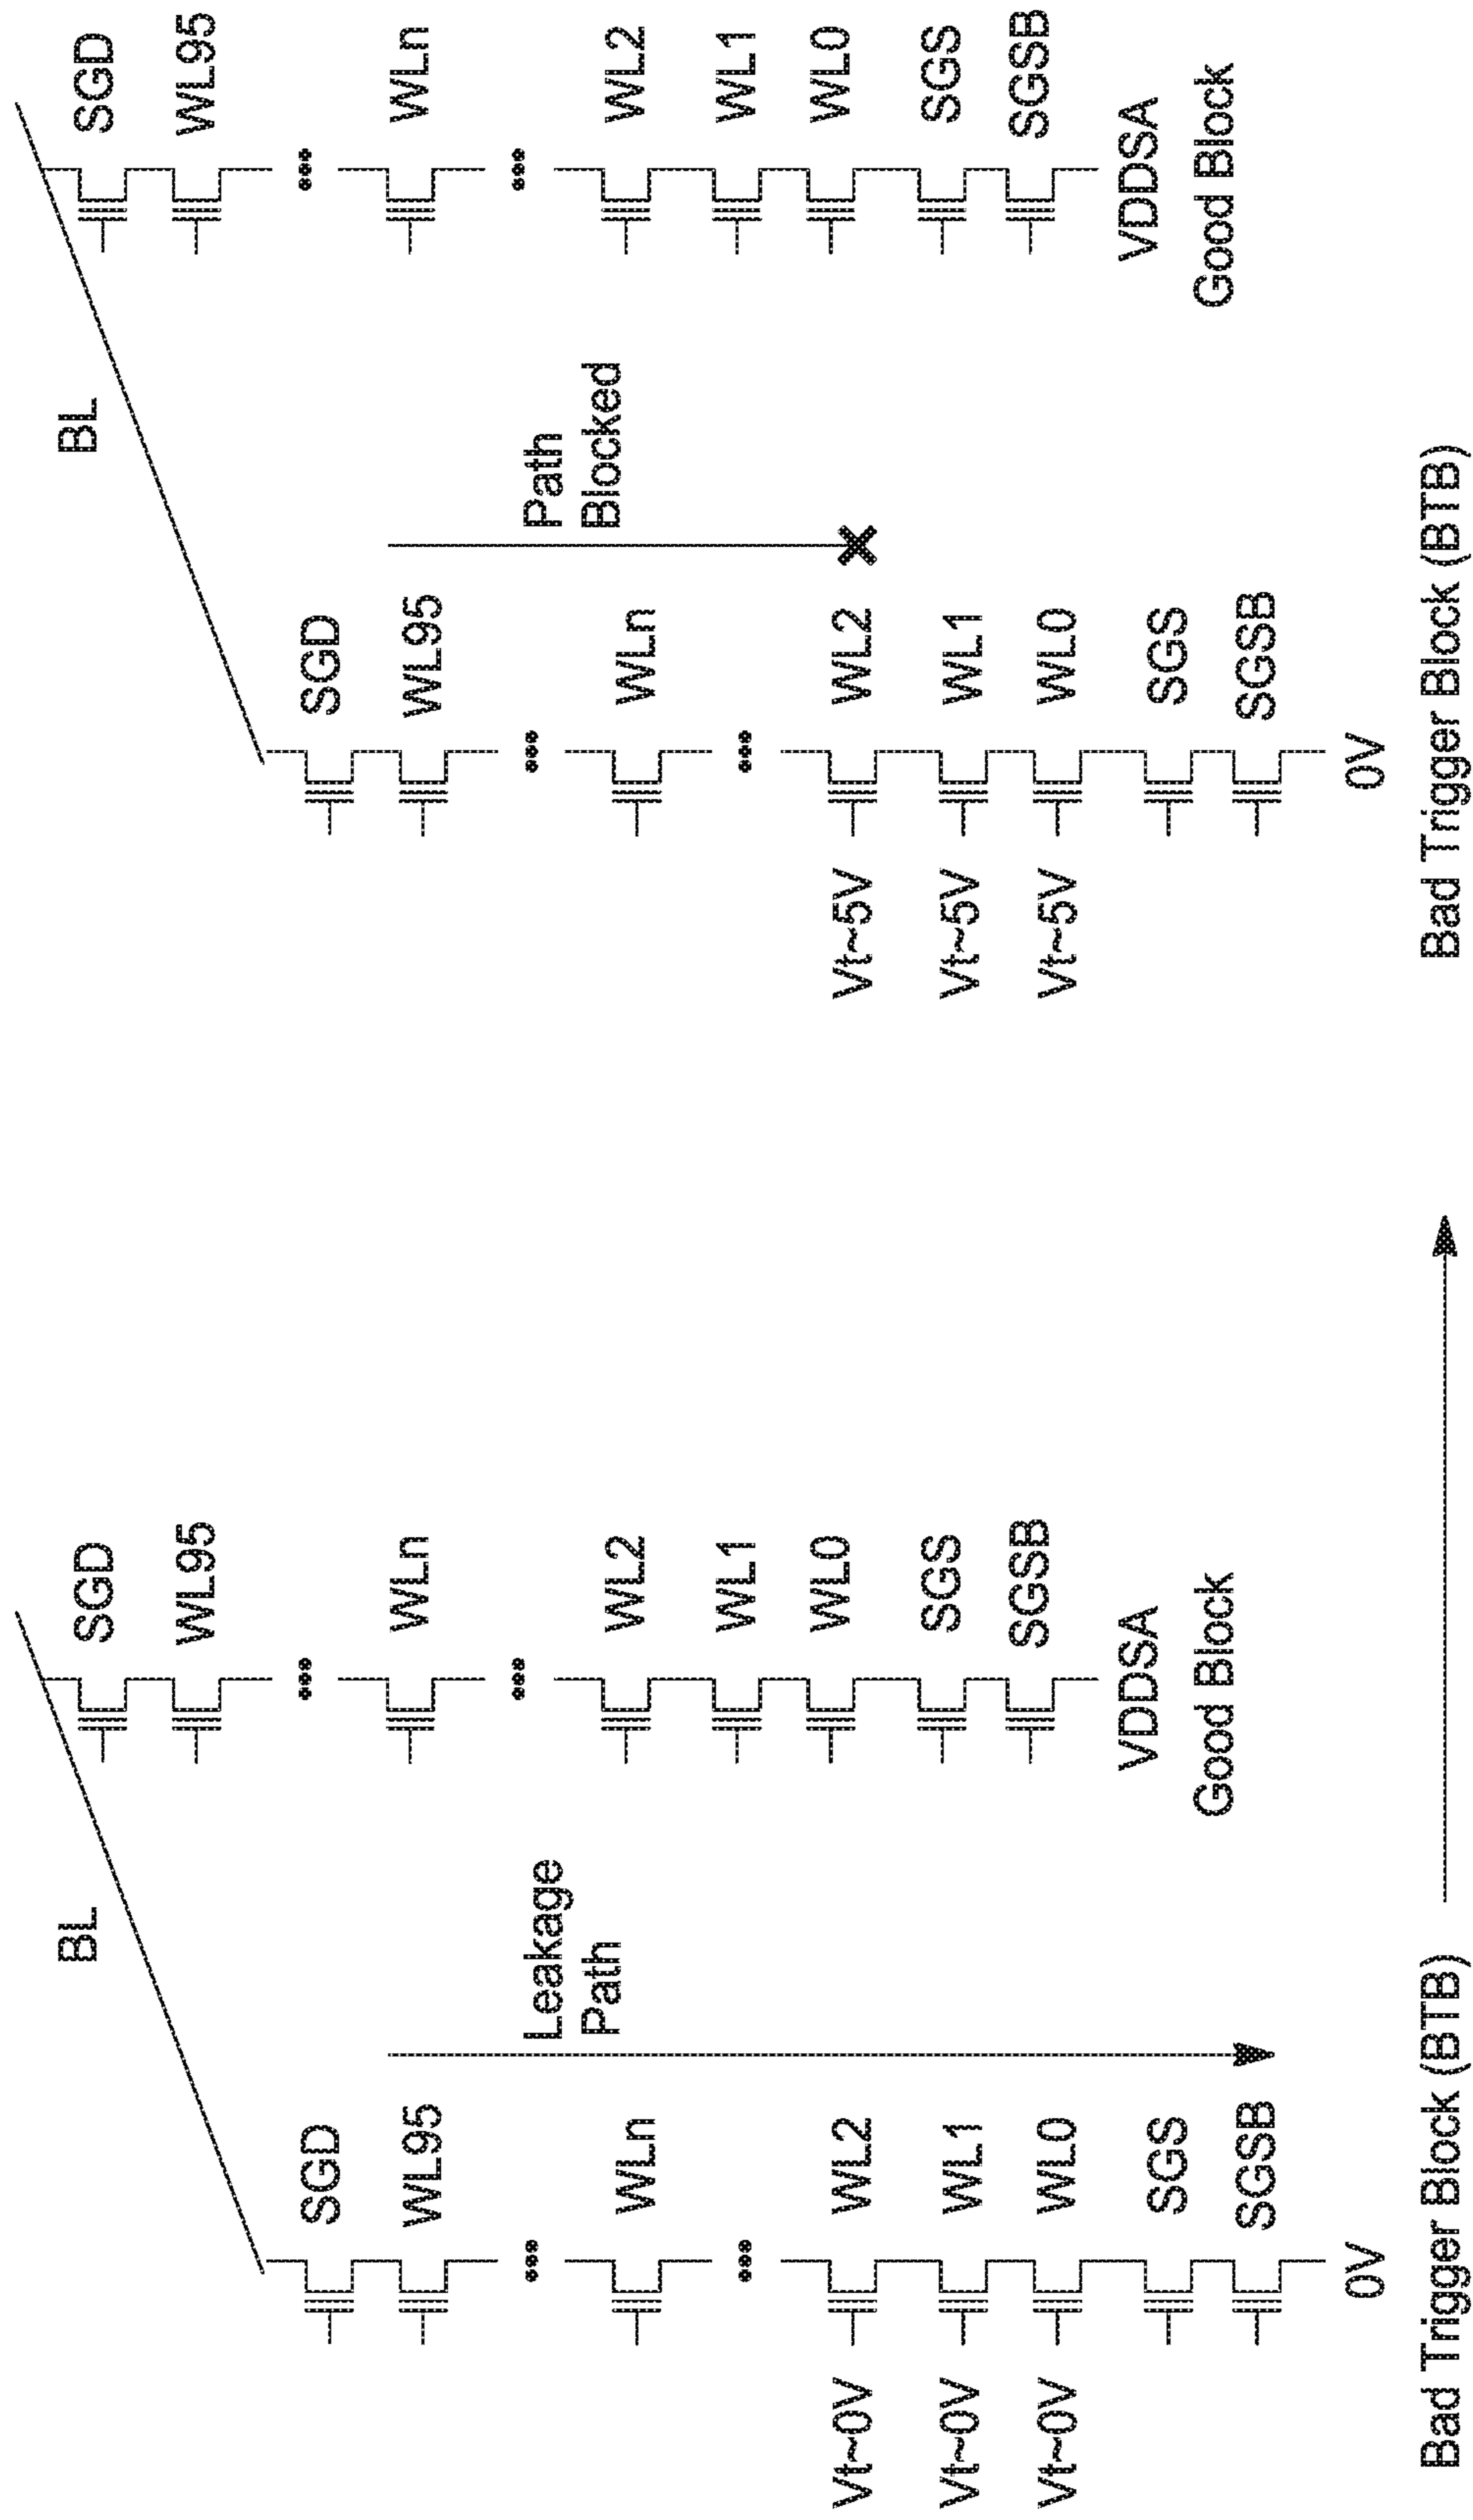 BL
SGD
WL95
WLn
WL2
WL1
WL0
SGS
SGSB
0V
Vt~0V
Vt~0V
Vt~0V
Bad Trigger Block (BTB)
Leakage
Path
SGD
WL95
WLn
WL2
WL1
WL0
SGS
SGSB
VDDSA
Good Block
BL
SGD
WL95
WLn
WL2
WL1
WL0
SGS
SGSB
0V
Vt~5V
Vt~5V
Vt~5V
Bad Trigger Block (BTB)
Path
Blocked
SGD
WL95
WLn
WL2
WL1
WL0
SGS
SGSB
VDDSA
Good Block